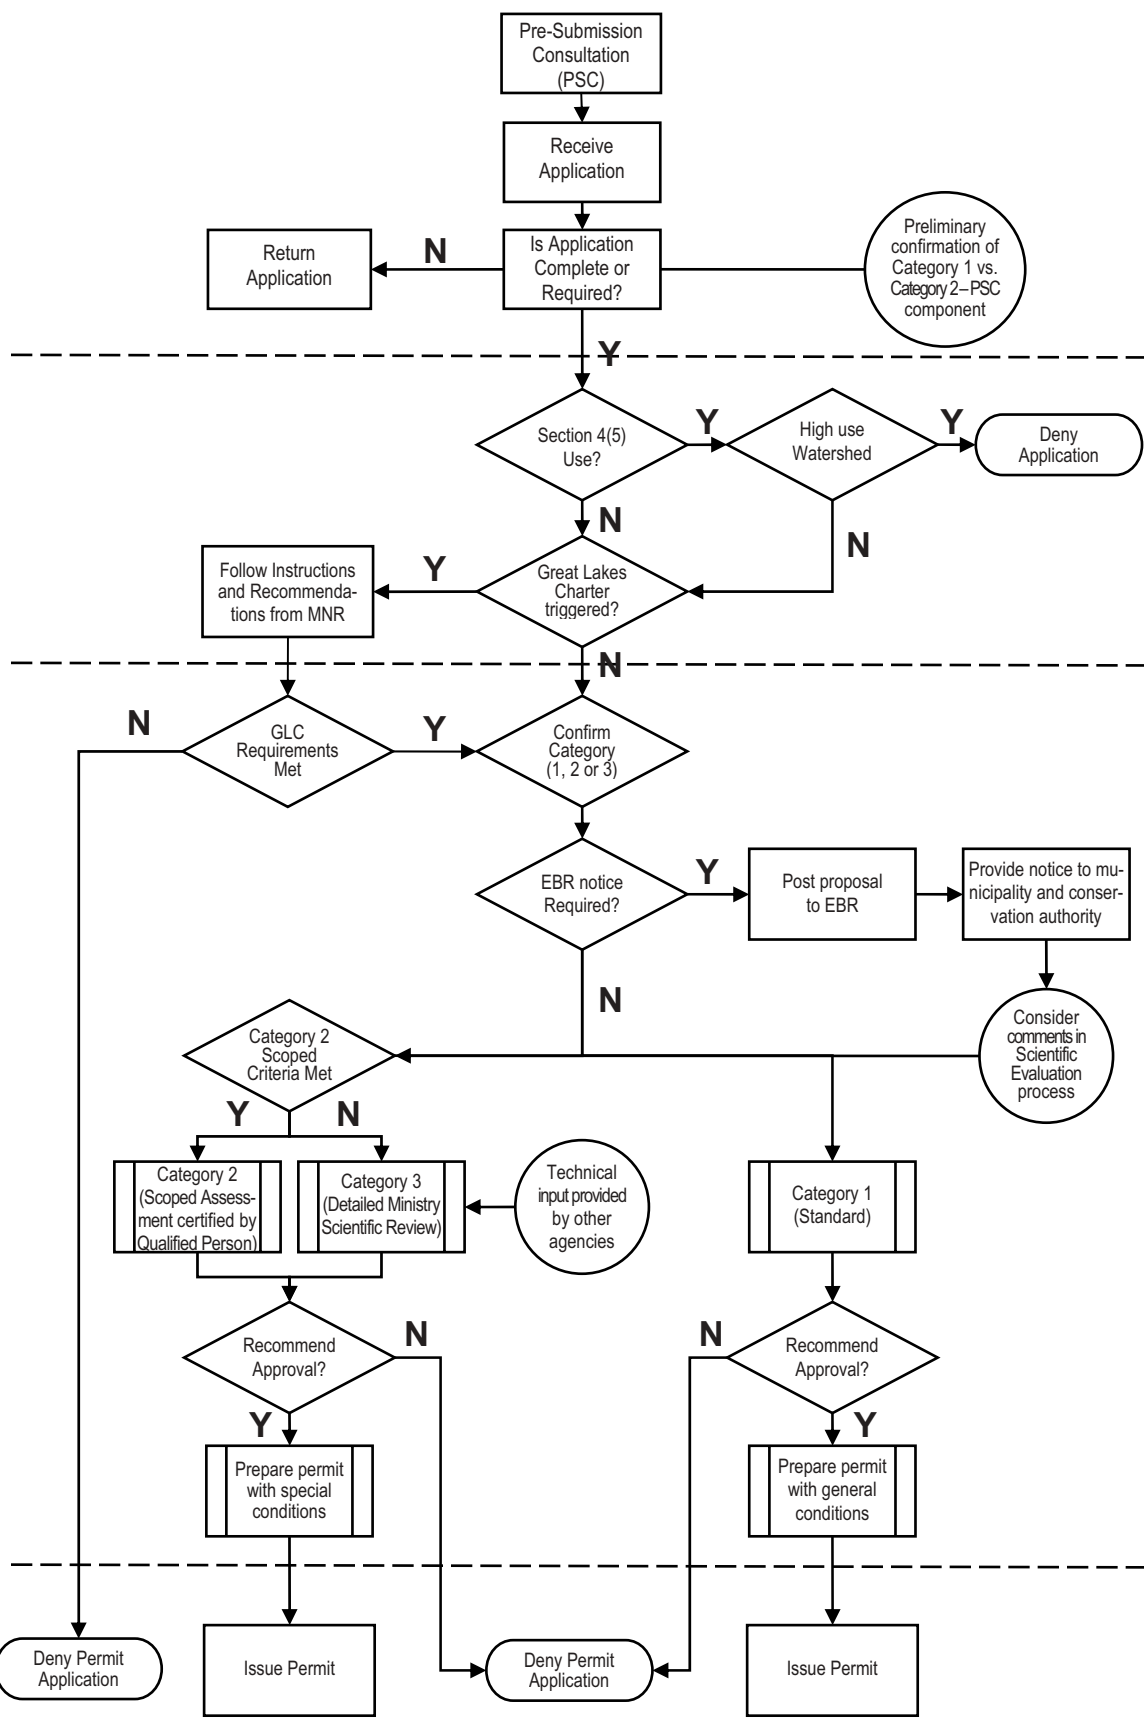 Pre-Submission
Consultation
(PSC)
Receive
Application
Is Application
Complete or
Required?
N
Return
Application
Preliminary
confirmation of
Category 1 vs.
Category 2–PSC
component
Y
Section 4(5)
Use?
Y
High use
Watershed
Y
Deny
Application
N
N
Great Lakes
Charter
triggered?
Y
Follow Instructions
and Recommenda-
tions from MNR
N
N
GLC
Requirements
Met
Y
Confirm
Category
(1, 2 or 3)
EBR notice
Required?
Y
Post proposal
to EBR
Provide notice to mu-
nicipality and conser-
vation authority
N
Consider
comments in
Scientific
Evaluation
process
Category 2
Scoped
Criteria Met
Y
N
Category 2
(Scoped Assess-
ment certified by
Qualified Person)
Category 3
(Detailed Ministry
Scientific Review)
Technical
input provided
by other
agencies
Category 1
(Standard)
Recommend
Approval?
N
N
Recommend
Approval?
Y
Y
Prepare permit
with special
conditions
Prepare permit
with general
conditions
Deny Permit
Application
Issue Permit
Deny Permit
Application
Issue Permit